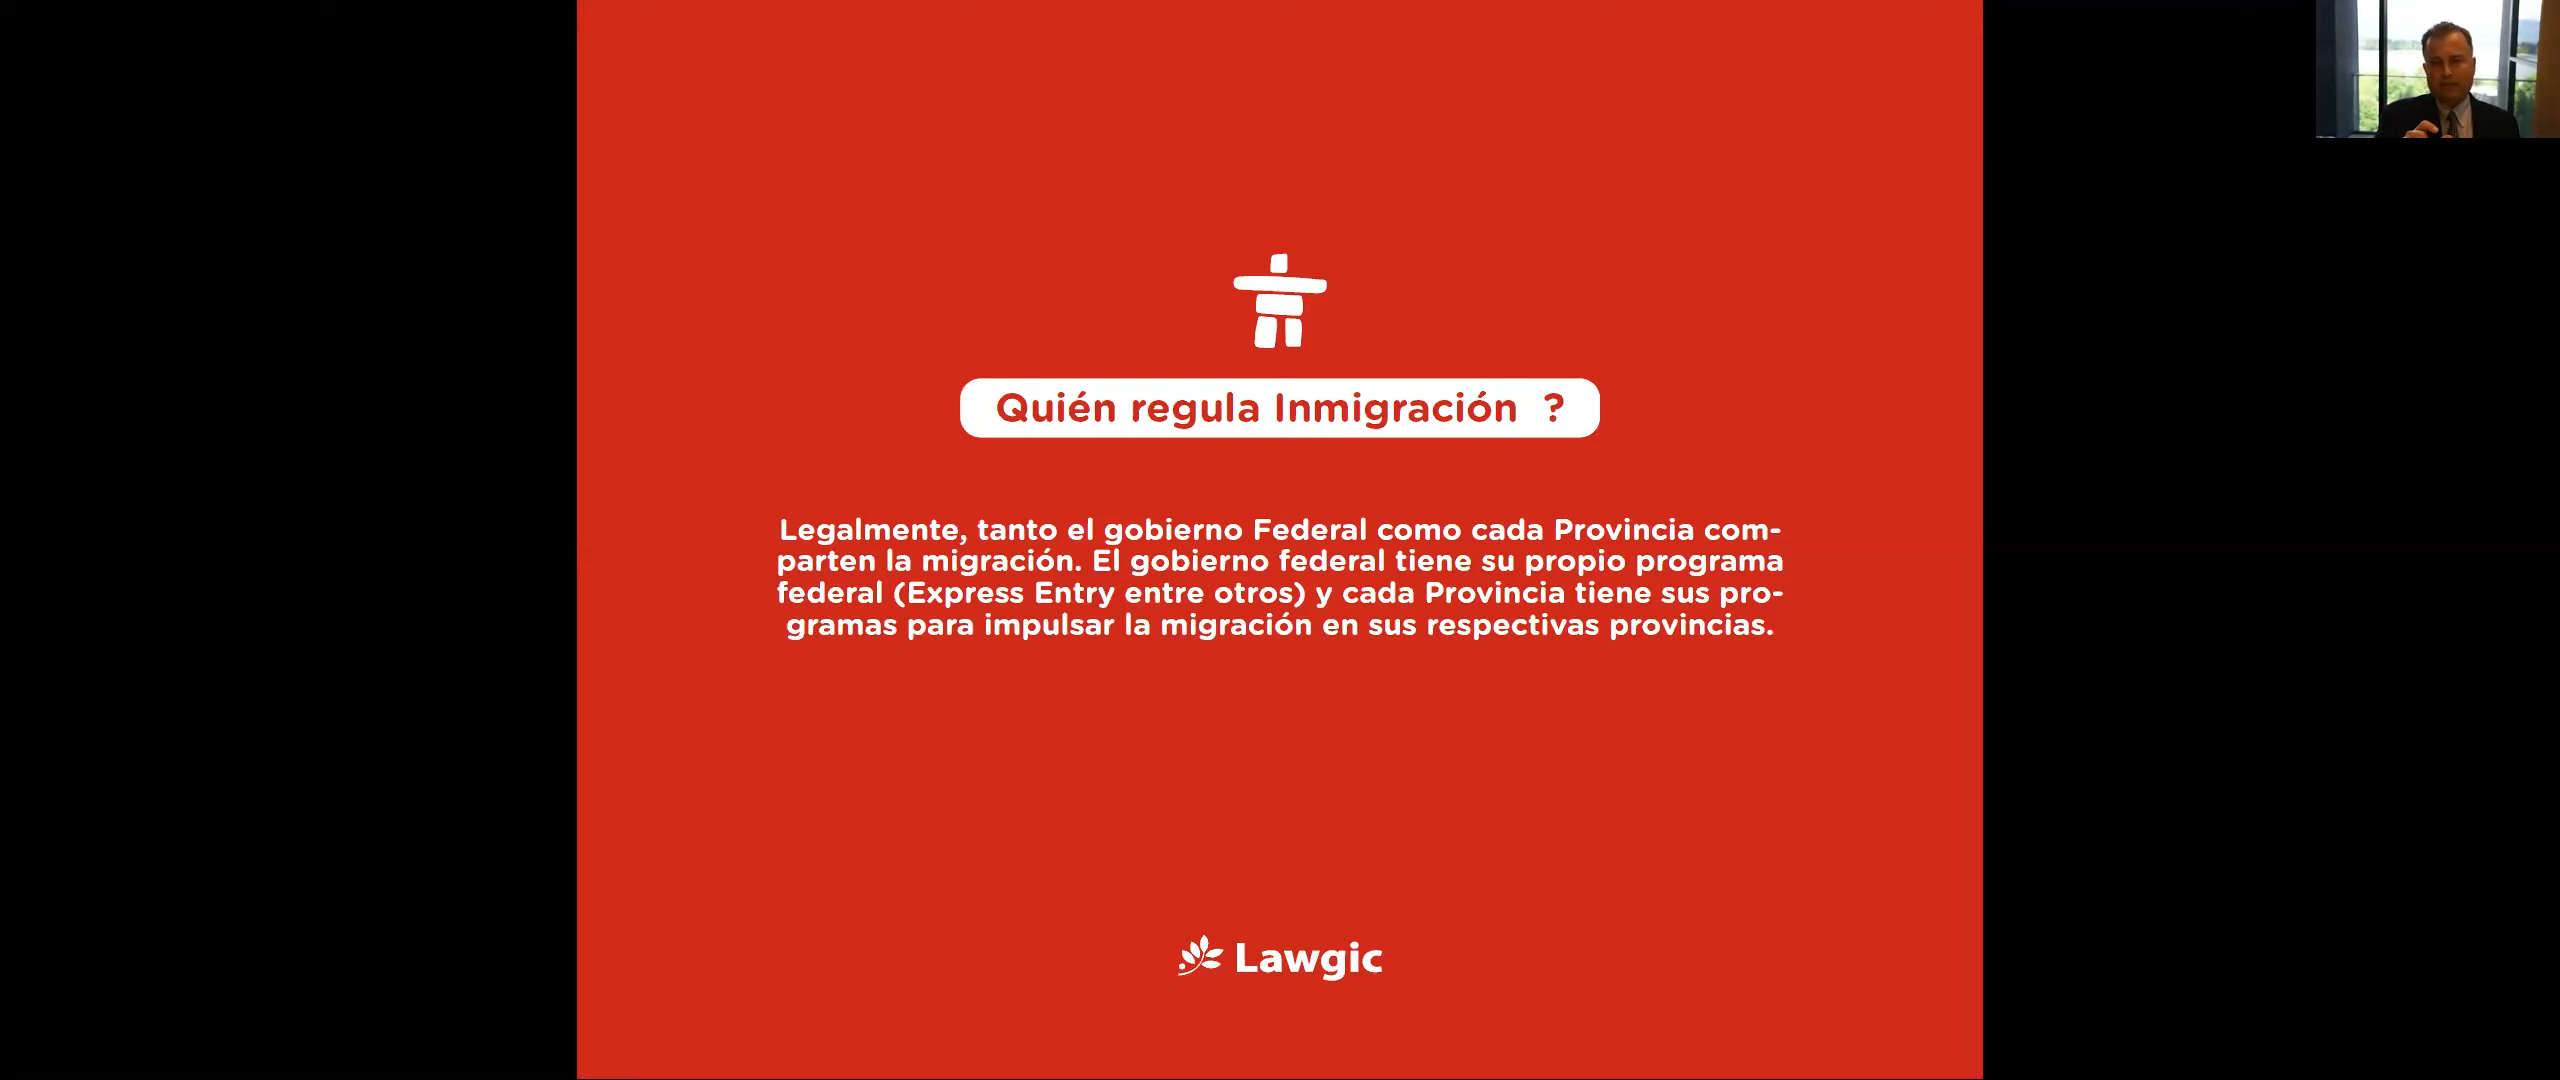 Quién regula Inmigración ?
Legalmente, tanto el gobierno Federal como cada Provincia com-
parten la migración. El gobierno federal tiene su propio programa
federal (Express Entry entre otros) y cada Provincia tiene sus pro-
gramas para impulsar la migración en sus respectivas provincias.
Lawgic